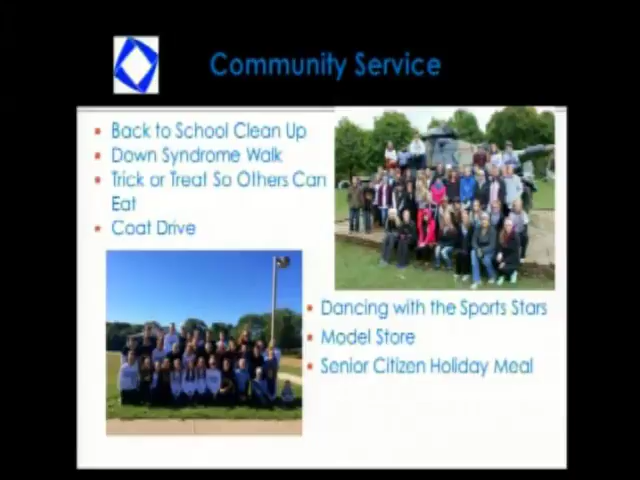 Community Service
Back to School Clean Up
Down Syndrome Walk
Trick or Treat So Others Can
Eat
Coat Drive
Dancing with the Sports Stars
Model Store
Senior Citizen Holiday Meal